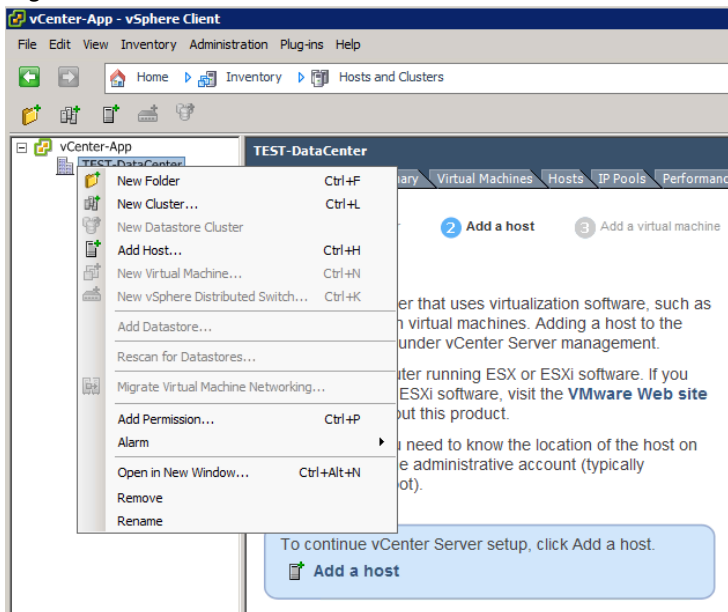 vCenter-App - vSphere Client
File Edit View Inventory Administration Plug-ins Help
Home Inventory Hosts and Clusters
vCenter-App
TEST-DataCenter
TEST-DataCenter
Virtual Machines Hosts IP Pools
New Folder Ctrl+F
New Cluster... Ctrl+L
New Datastore Cluster
Add Host... Ctrl+H
New Virtual Machine... Ctrl+N
New vSphere Distributed Switch... Ctrl+K
Add Datastore...
Rescan for Datastores...
Migrate Virtual Machine Networking...
Add Permission... Ctrl+P
Alarm
Open in New Window... Ctrl+Alt+N
Remove
Rename
2 Add a host 3 Add a virtual machine
er that uses virtualization software, such as
virtual machines. Adding a host to the
under vCenter Server management.
uter running ESX or ESXi software. If you
ESXi software, visit the VMware Web site
out this product.
need to know the location of the host on
e administrative account (typically
ot).
To continue vCenter Server setup, click Add a host.
Add a host